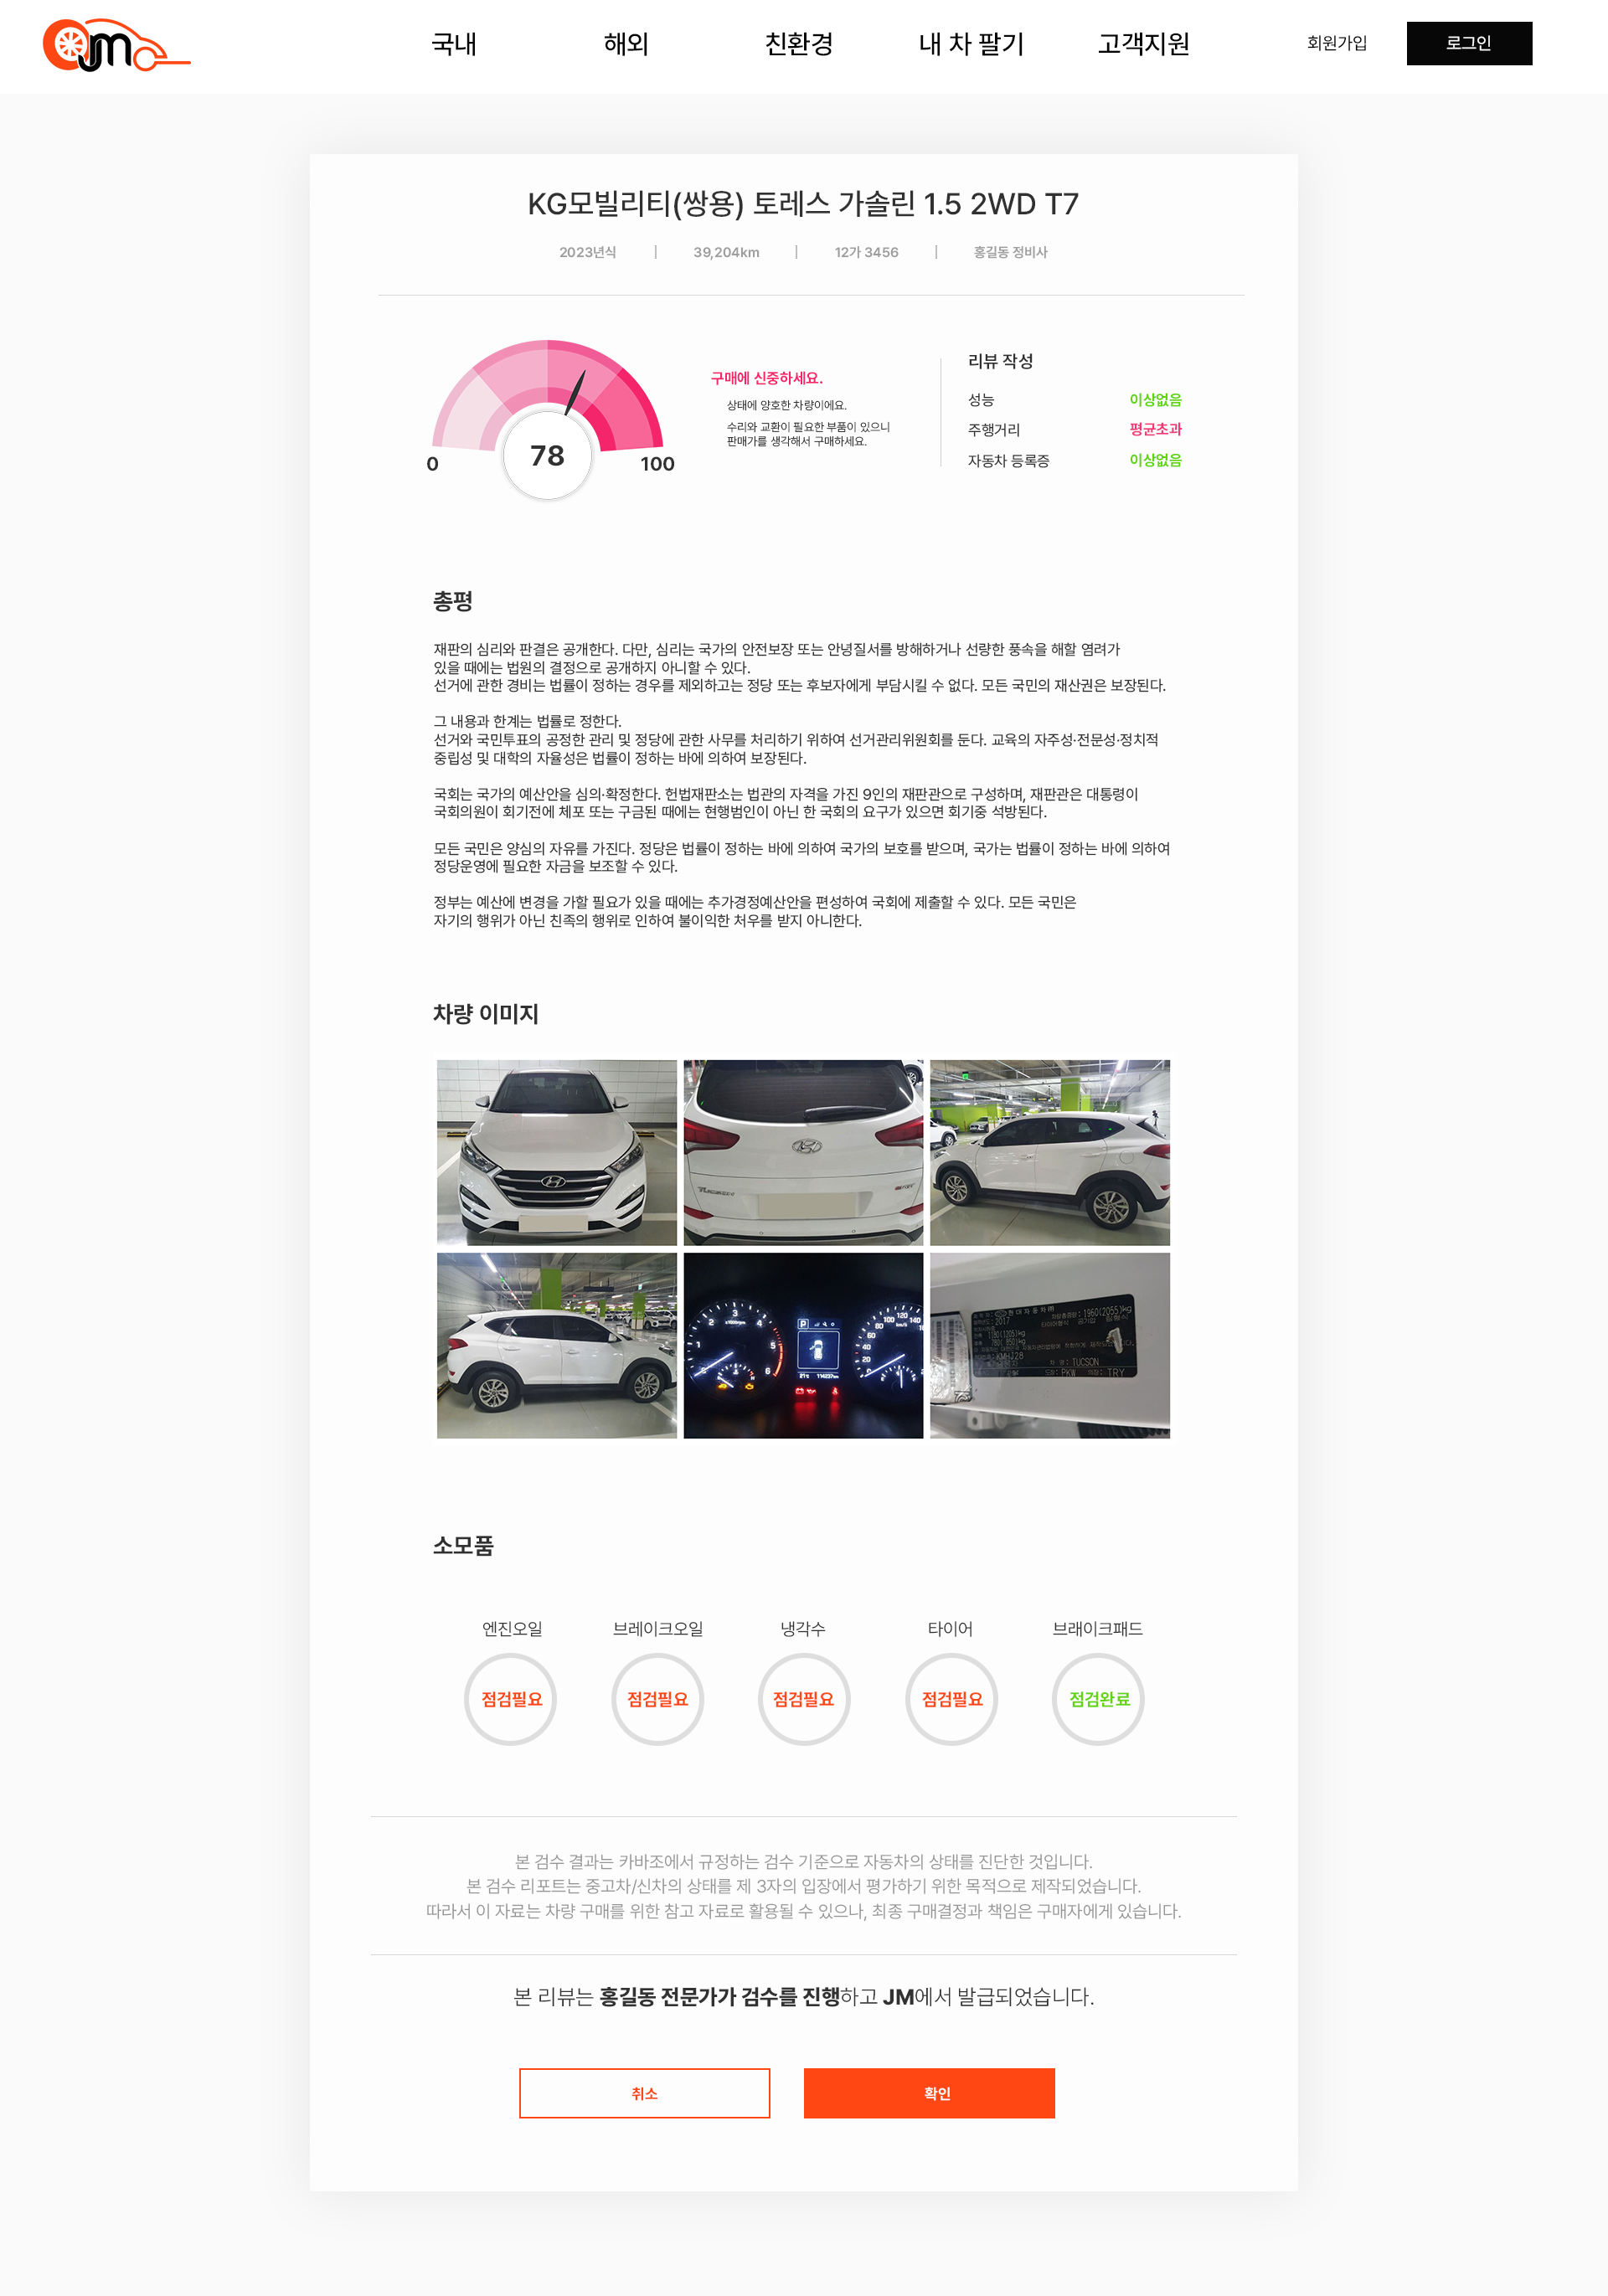 JM
국내 해외 친환경 내 차 팔기 고객지원 회원가입 로그인
KG모빌리티(쌍용) 토레스 가솔린 1.5 2WD T7
2023년식 | 39,204km | 12가 3456 | 홍길동 정비사
78
0
100
구매에 신중하세요.
상태에 양호한 차량이에요.
수리와 교환이 필요한 부품이 있으니
판매가를 생각해서 구매하세요.
리뷰 작성
성능 이상없음
주행거리 평균초과
자동차 등록증 이상없음
총평
재판의 심리와 판결은 공개한다. 다만, 심리는 국가의 안전보장 또는 안녕질서를 방해하거나 선량한 풍속을 해할 염려가
있을 때에는 법원의 결정으로 공개하지 아니할 수 있다.
선거에 관한 경비는 법률이 정하는 경우를 제외하고는 정당 또는 후보자에게 부담시킬 수 없다. 모든 국민의 재산권은 보장된다.
그 내용과 한계는 법률로 정한다.
선거와 국민투표의 공정한 관리 및 정당에 관한 사무를 처리하기 위하여 선거관리위원회를 둔다. 교육의 자주성·전문성·정치적
중립성 및 대학의 자율성은 법률이 정하는 바에 의하여 보장된다.
국회는 국가의 예산안을 심의·확정한다. 헌법재판소는 법관의 자격을 가진 9인의 재판관으로 구성하며, 재판관은 대통령이
국회의원이 회기전에 체포 또는 구금된 때에는 현행범인이 아닌 한 국회의 요구가 있으면 회기중 석방된다.
모든 국민은 양심의 자유를 가진다. 정당은 법률이 정하는 바에 의하여 국가의 보호를 받으며, 국가는 법률이 정하는 바에 의하여
정당운영에 필요한 자금을 보조할 수 있다.
정부는 예산에 변경을 가할 필요가 있을 때에는 추가경정예산안을 편성하여 국회에 제출할 수 있다. 모든 국민은
자기의 행위가 아닌 친족의 행위로 인하여 불이익한 처우를 받지 아니한다.
차량 이미지
1 2 3 4 5 6
P
20 40 60 80 100 120 140
현대자동차㈜
1960(2055)kg
2017
KMHJ28
TUCSON
PKW
TRY
소모품
엔진오일 브레이크오일 냉각수 타이어 브래이크패드
점검필요 점검필요 점검필요 점검필요 점검완료
본 검수 결과는 카바조에서 규정하는 검수 기준으로 자동차의 상태를 진단한 것입니다.
본 검수 리포트는 중고차/신차의 상태를 제 3자의 입장에서 평가하기 위한 목적으로 제작되었습니다.
따라서 이 자료는 차량 구매를 위한 참고 자료로 활용될 수 있으나, 최종 구매결정과 책임은 구매자에게 있습니다.
본 리뷰는 홍길동 전문가가 검수를 진행하고 JM에서 발급되었습니다.
취소 확인